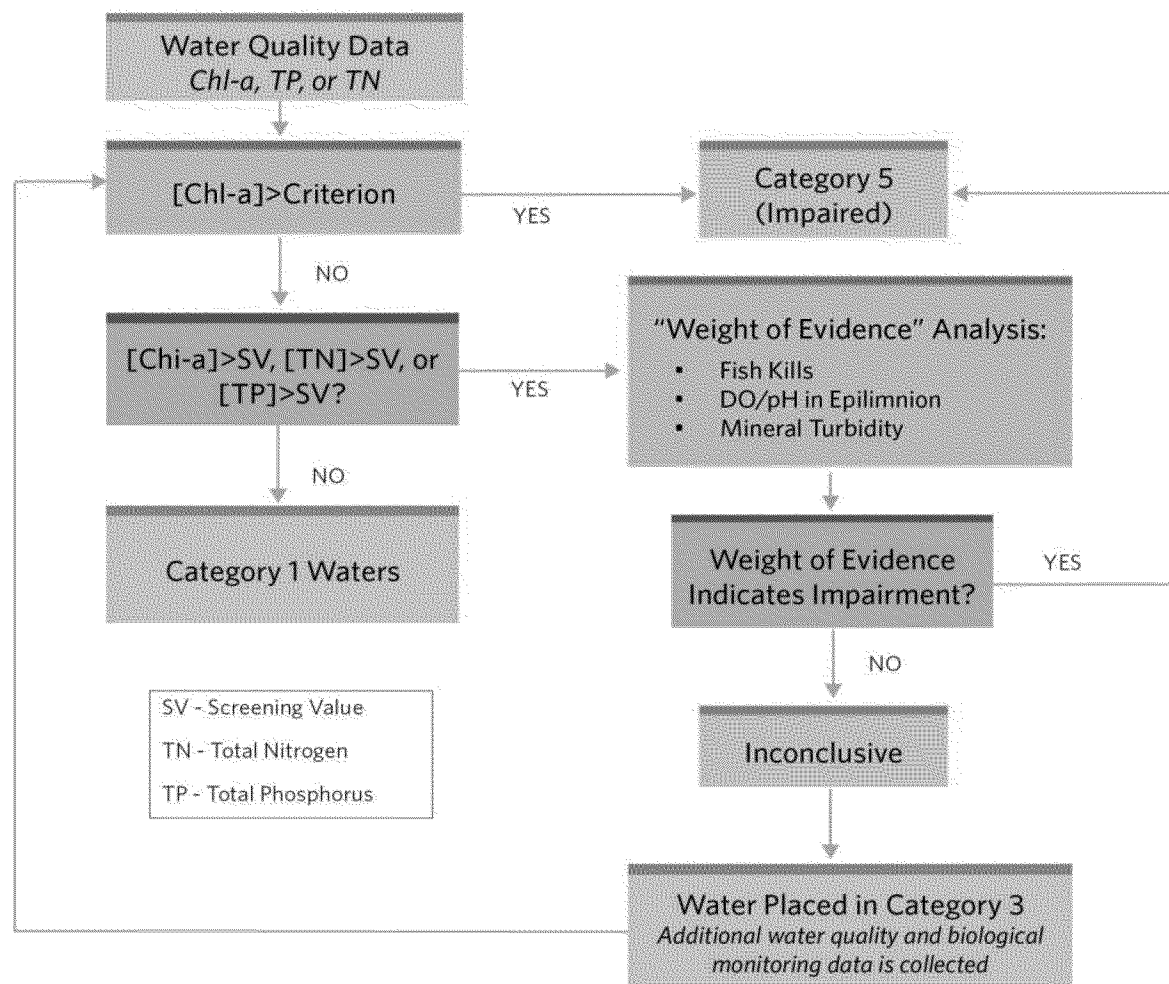 Water Quality Data
Chl-a, TP, or TN
[Chl-a]>Criterion
YES
Category 5
(Impaired)
NO
[Chi-a]>SV, [TN]>SV, or
[TP]>SV?
YES
"Weight of Evidence" Analysis:
• Fish Kills
• DO/pH in Epilimnion
• Mineral Turbidity
NO
Category 1 Waters
Weight of Evidence
Indicates Impairment?
YES
NO
SV - Screening Value
TN - Total Nitrogen
TP - Total Phosphorus
Inconclusive
Water Placed in Category 3
Additional water quality and biological
monitoring data is collected